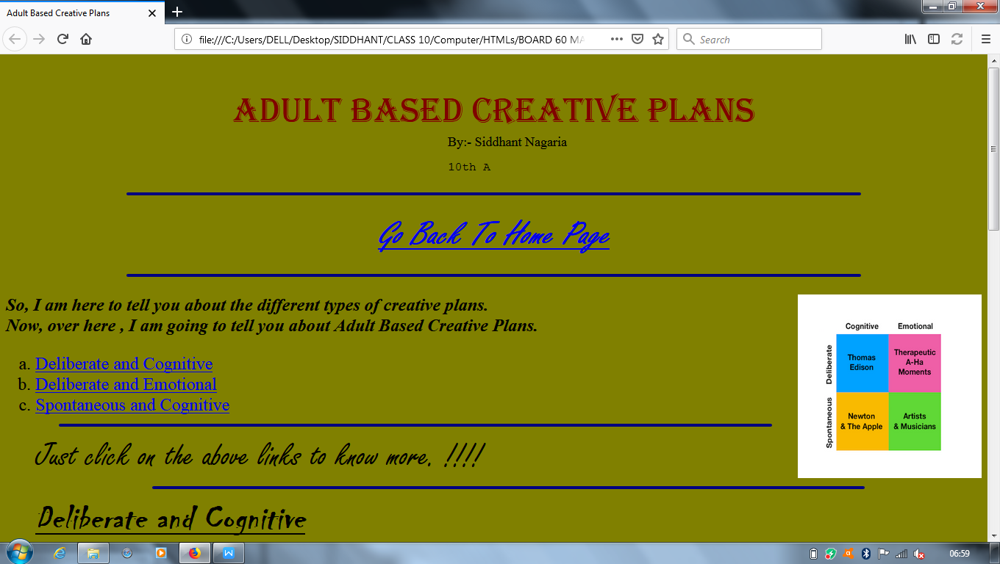 Adult Based Creative Plans
file:///C:/Users/DELL/Desktop/SIDDHANT/CLASS 10/Computer/HTMLs/BOARD 60 MA
Search
ADULT BASED CREATIVE PLANS
By:- Siddhant Nagaria
10th A
Go Back To Home Page
So, I am here to tell you about the different types of creative plans.
Now, over here , I am going to tell you about Adult Based Creative Plans.
a. Deliberate and Cognitive
b. Deliberate and Emotional
c. Spontaneous and Cognitive
Cognitive Emotional
Deliberate
Thomas
Edison
Therapeutic
A-Ha
Moments
Spontaneous
Newton
& The Apple
Artists
& Musicians
Just click on the above links to know more. !!!!
Deliberate and Cognitive
06:59